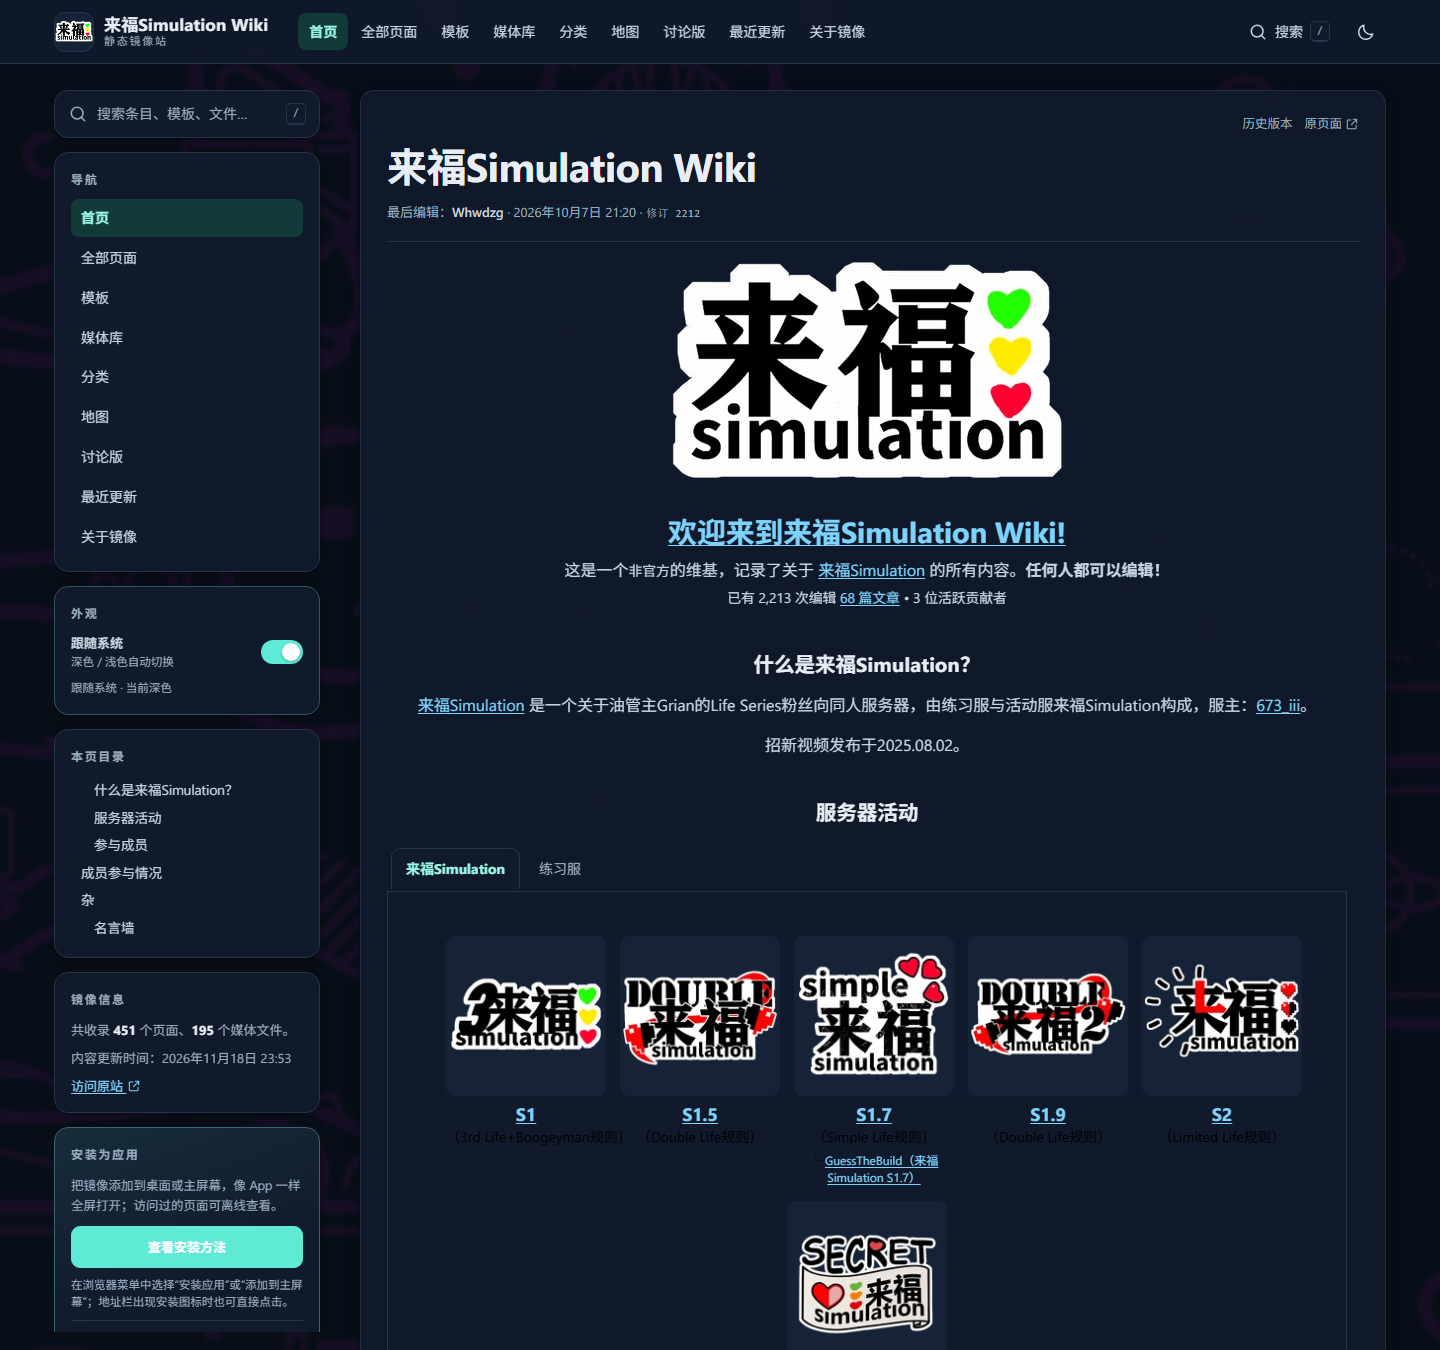 来福Simulation Wiki
静态镜像站
首页
全部页面
模板
媒体库
分类
地图
讨论版
最近更新
关于镜像
搜索 /
搜索条目、模板、文件... /
导航
首页
全部页面
模板
媒体库
分类
地图
讨论版
最近更新
关于镜像
外观
跟随系统
深色 / 浅色自动切换
跟随系统 · 当前深色
本页目录
什么是来福Simulation?
服务器活动
参与成员
成员参与情况
杂
名言墙
镜像信息
共收录 451 个页面、195 个媒体文件。
内容更新时间：2026年11月18日 23:53
访问原站
安装为应用
把镜像添加到桌面或主屏幕，像 App 一样
全屏打开；访问过的页面可离线查看。
查看安装方法
在浏览器菜单中选择“安装应用”或“添加到主屏
幕”；地址栏出现安装图标时也可直接点击。
历史版本 原页面
来福Simulation Wiki
最后编辑：Whwdzg · 2026年10月7日 21:20 · 修订 2212
来福
simulation
欢迎来到来福Simulation Wiki!
这是一个非官方的维基，记录了关于 来福Simulation 的所有内容。任何人都可以编辑！
已有 2,213 次编辑 68 篇文章 • 3 位活跃贡献者
什么是来福Simulation?
来福Simulation 是一个关于油管主Grian的Life Series粉丝向同人服务器，由练习服与活动服来福Simulation构成，服主：673_iii。
招新视频发布于2025.08.02。
服务器活动
来福Simulation 练习服
3来福
simulation
DOUBLE
来福
simulation
simple
来福
simulation
DOUBLE
来福2
simulation
来福
simulation
S1
（3rd Life+Boogeyman规则）
S1.5
（Double Life规则）
S1.7
（Simple Life规则）
GuessTheBuild（来福
Simulation S1.7）
S1.9
（Double Life规则）
S2
（Limited Life规则）
SECRET
来福
simulation